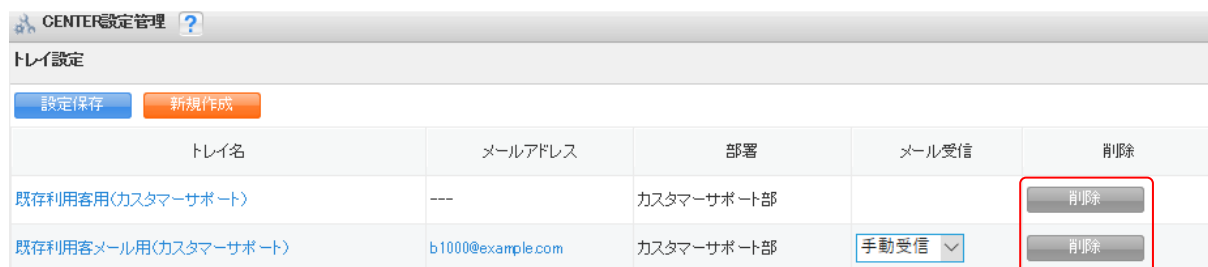 CENTER設定管理 ?
トレイ設定
設定保存 新規作成
トレイ名 メールアドレス 部署 メール受信 削除
既存利用客用(カスタマーサポート) --- カスタマーサポート部 削除
既存利用客メール用(カスタマーサポート) b1000@example.com カスタマーサポート部 手動受信 削除